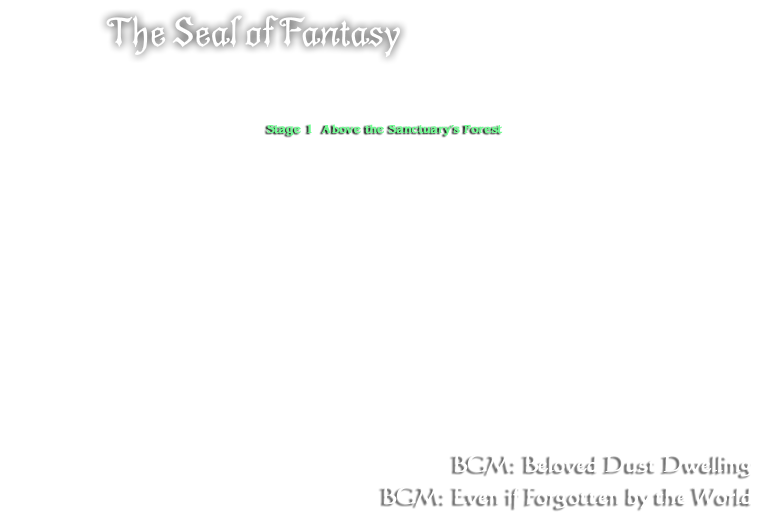 The Seal of Fantasy
Stage 1 Above the Sanctuary's Forest
BGM: Beloved Dust Dwelling
BGM: Even if Forgotten by the World